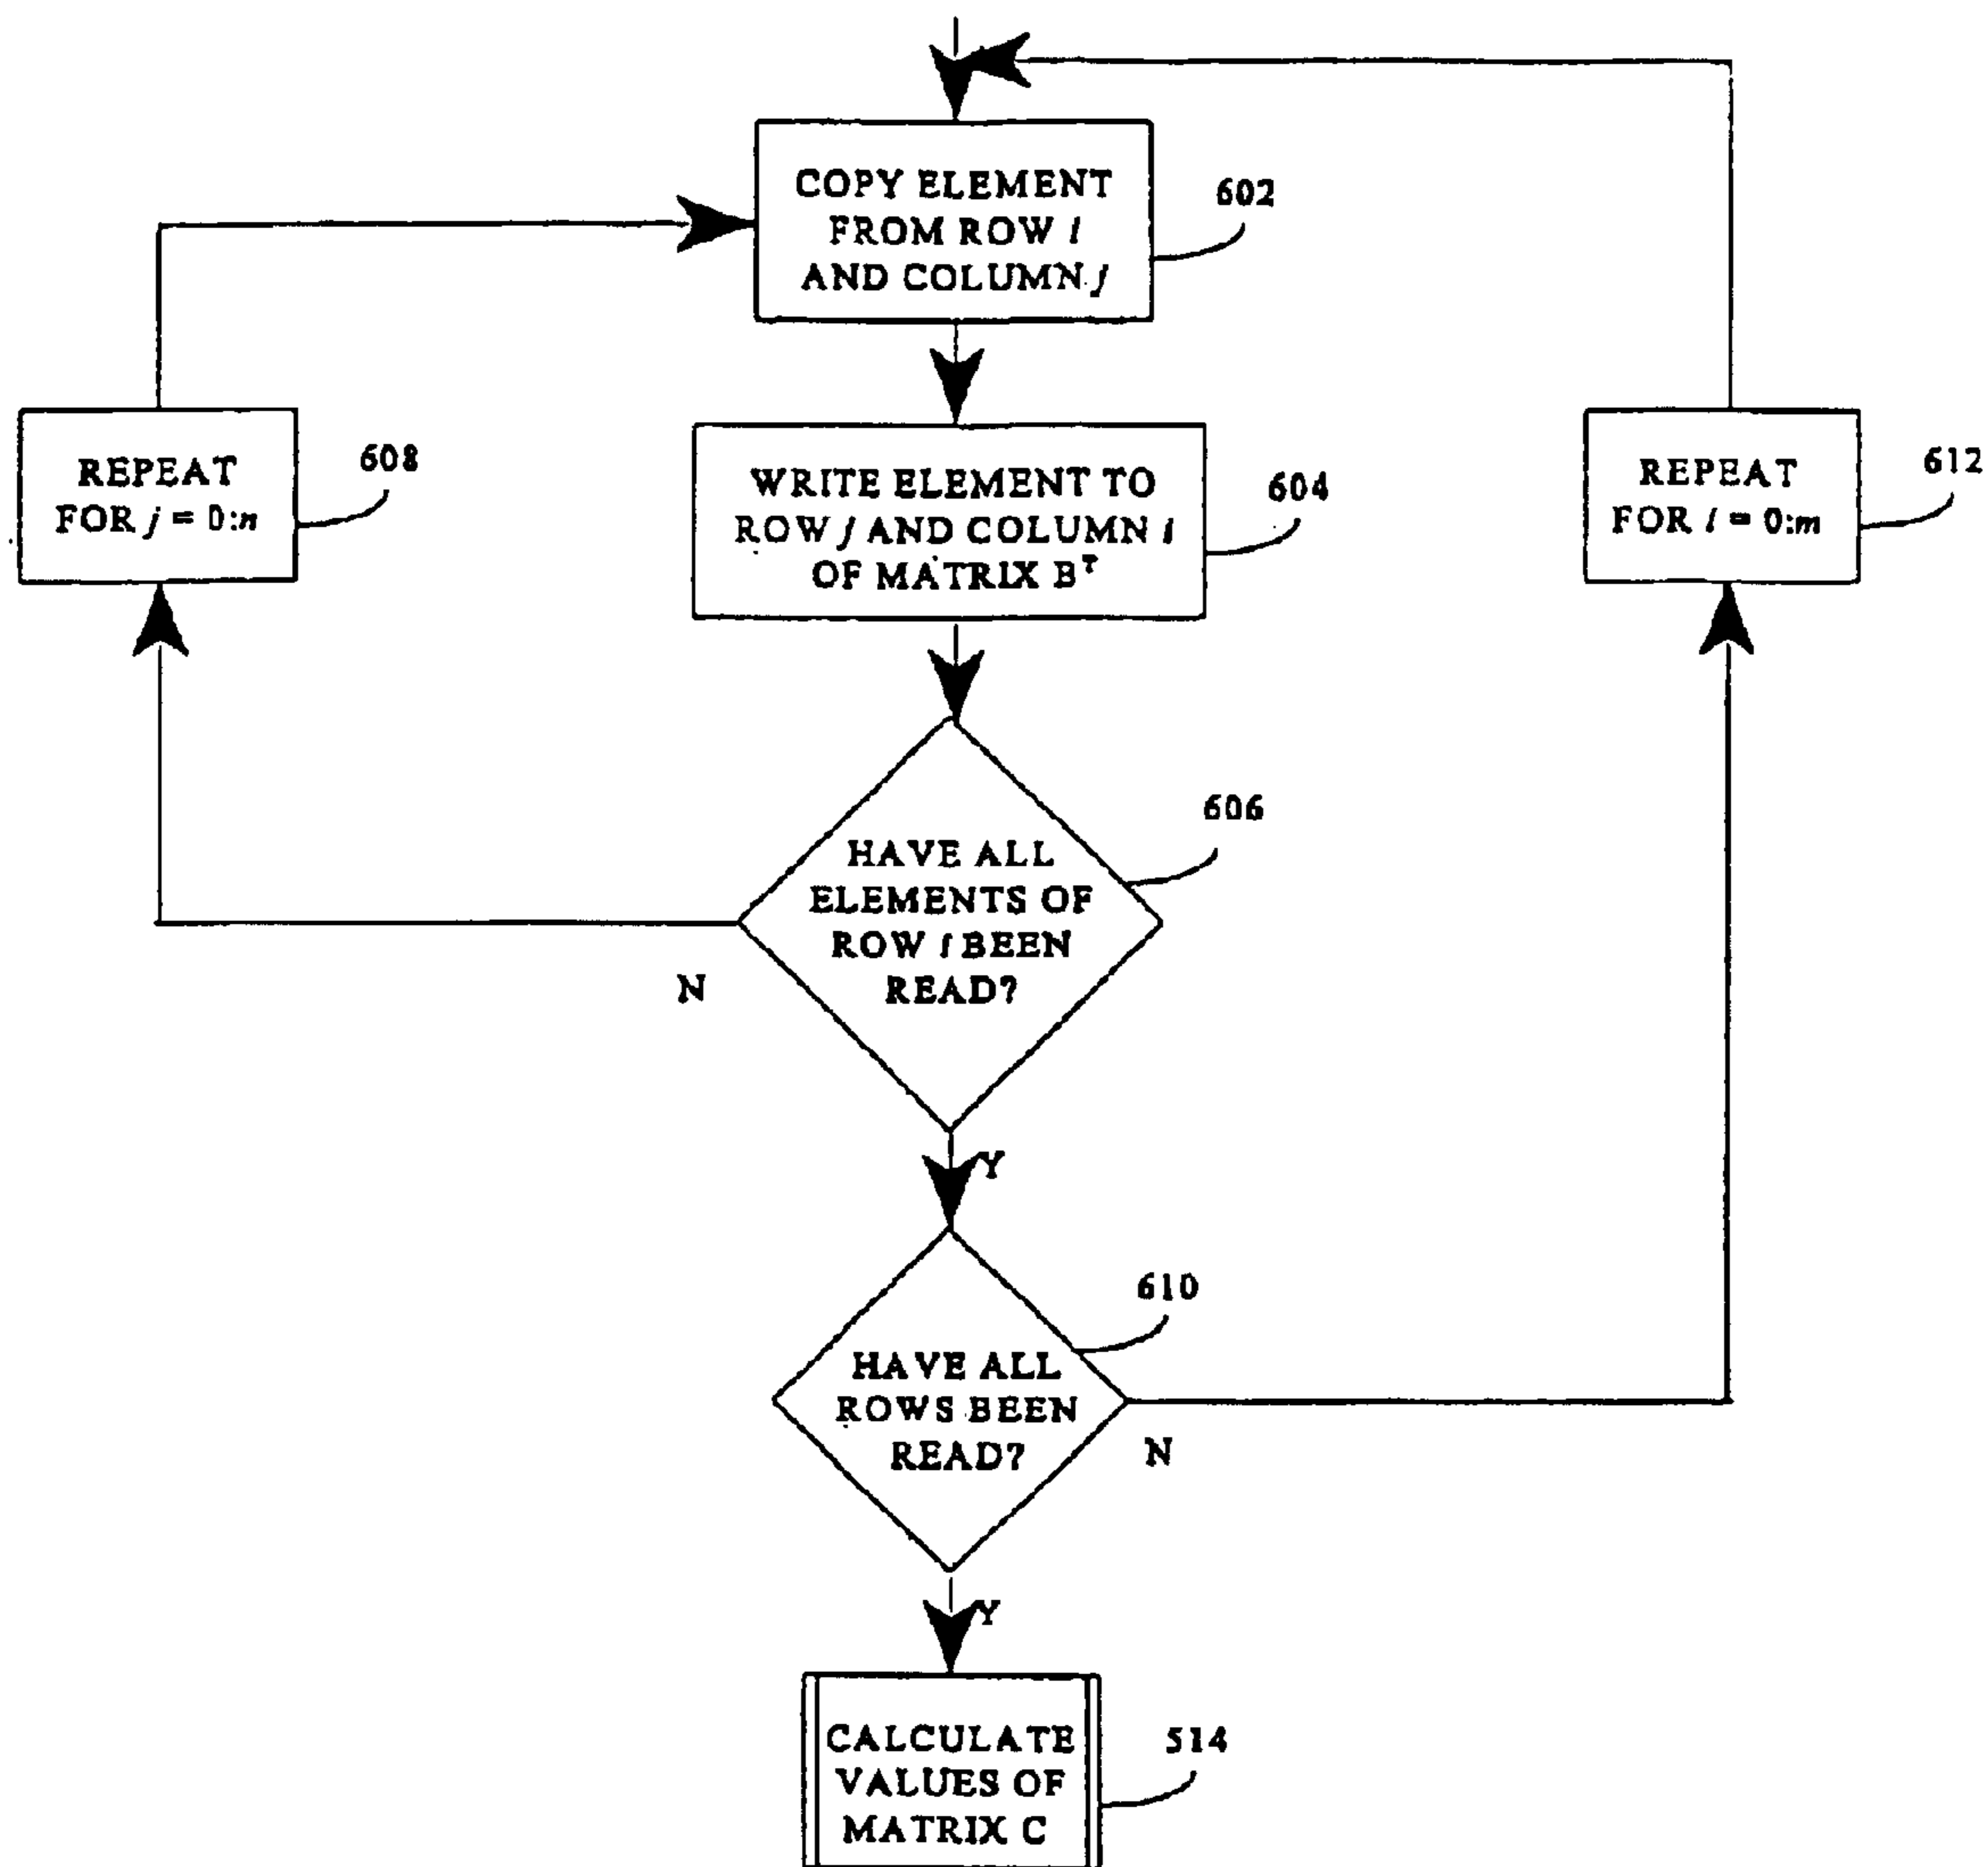 COPY ELEMENT
FROM ROW i
AND COLUMN j
602
REPEAT
FOR j = 0:n
608
WRITE ELEMENT TO
ROW j AND COLUMN i
OF MATRIX Bᵀ
604
REPEAT
FOR i = 0:m
612
HAVE ALL
ELEMENTS OF
ROW i BEEN
READ?
606
N
Y
HAVE ALL
ROWS BEEN
READ?
610
N
Y
CALCULATE
VALUES OF
MATRIX C
514